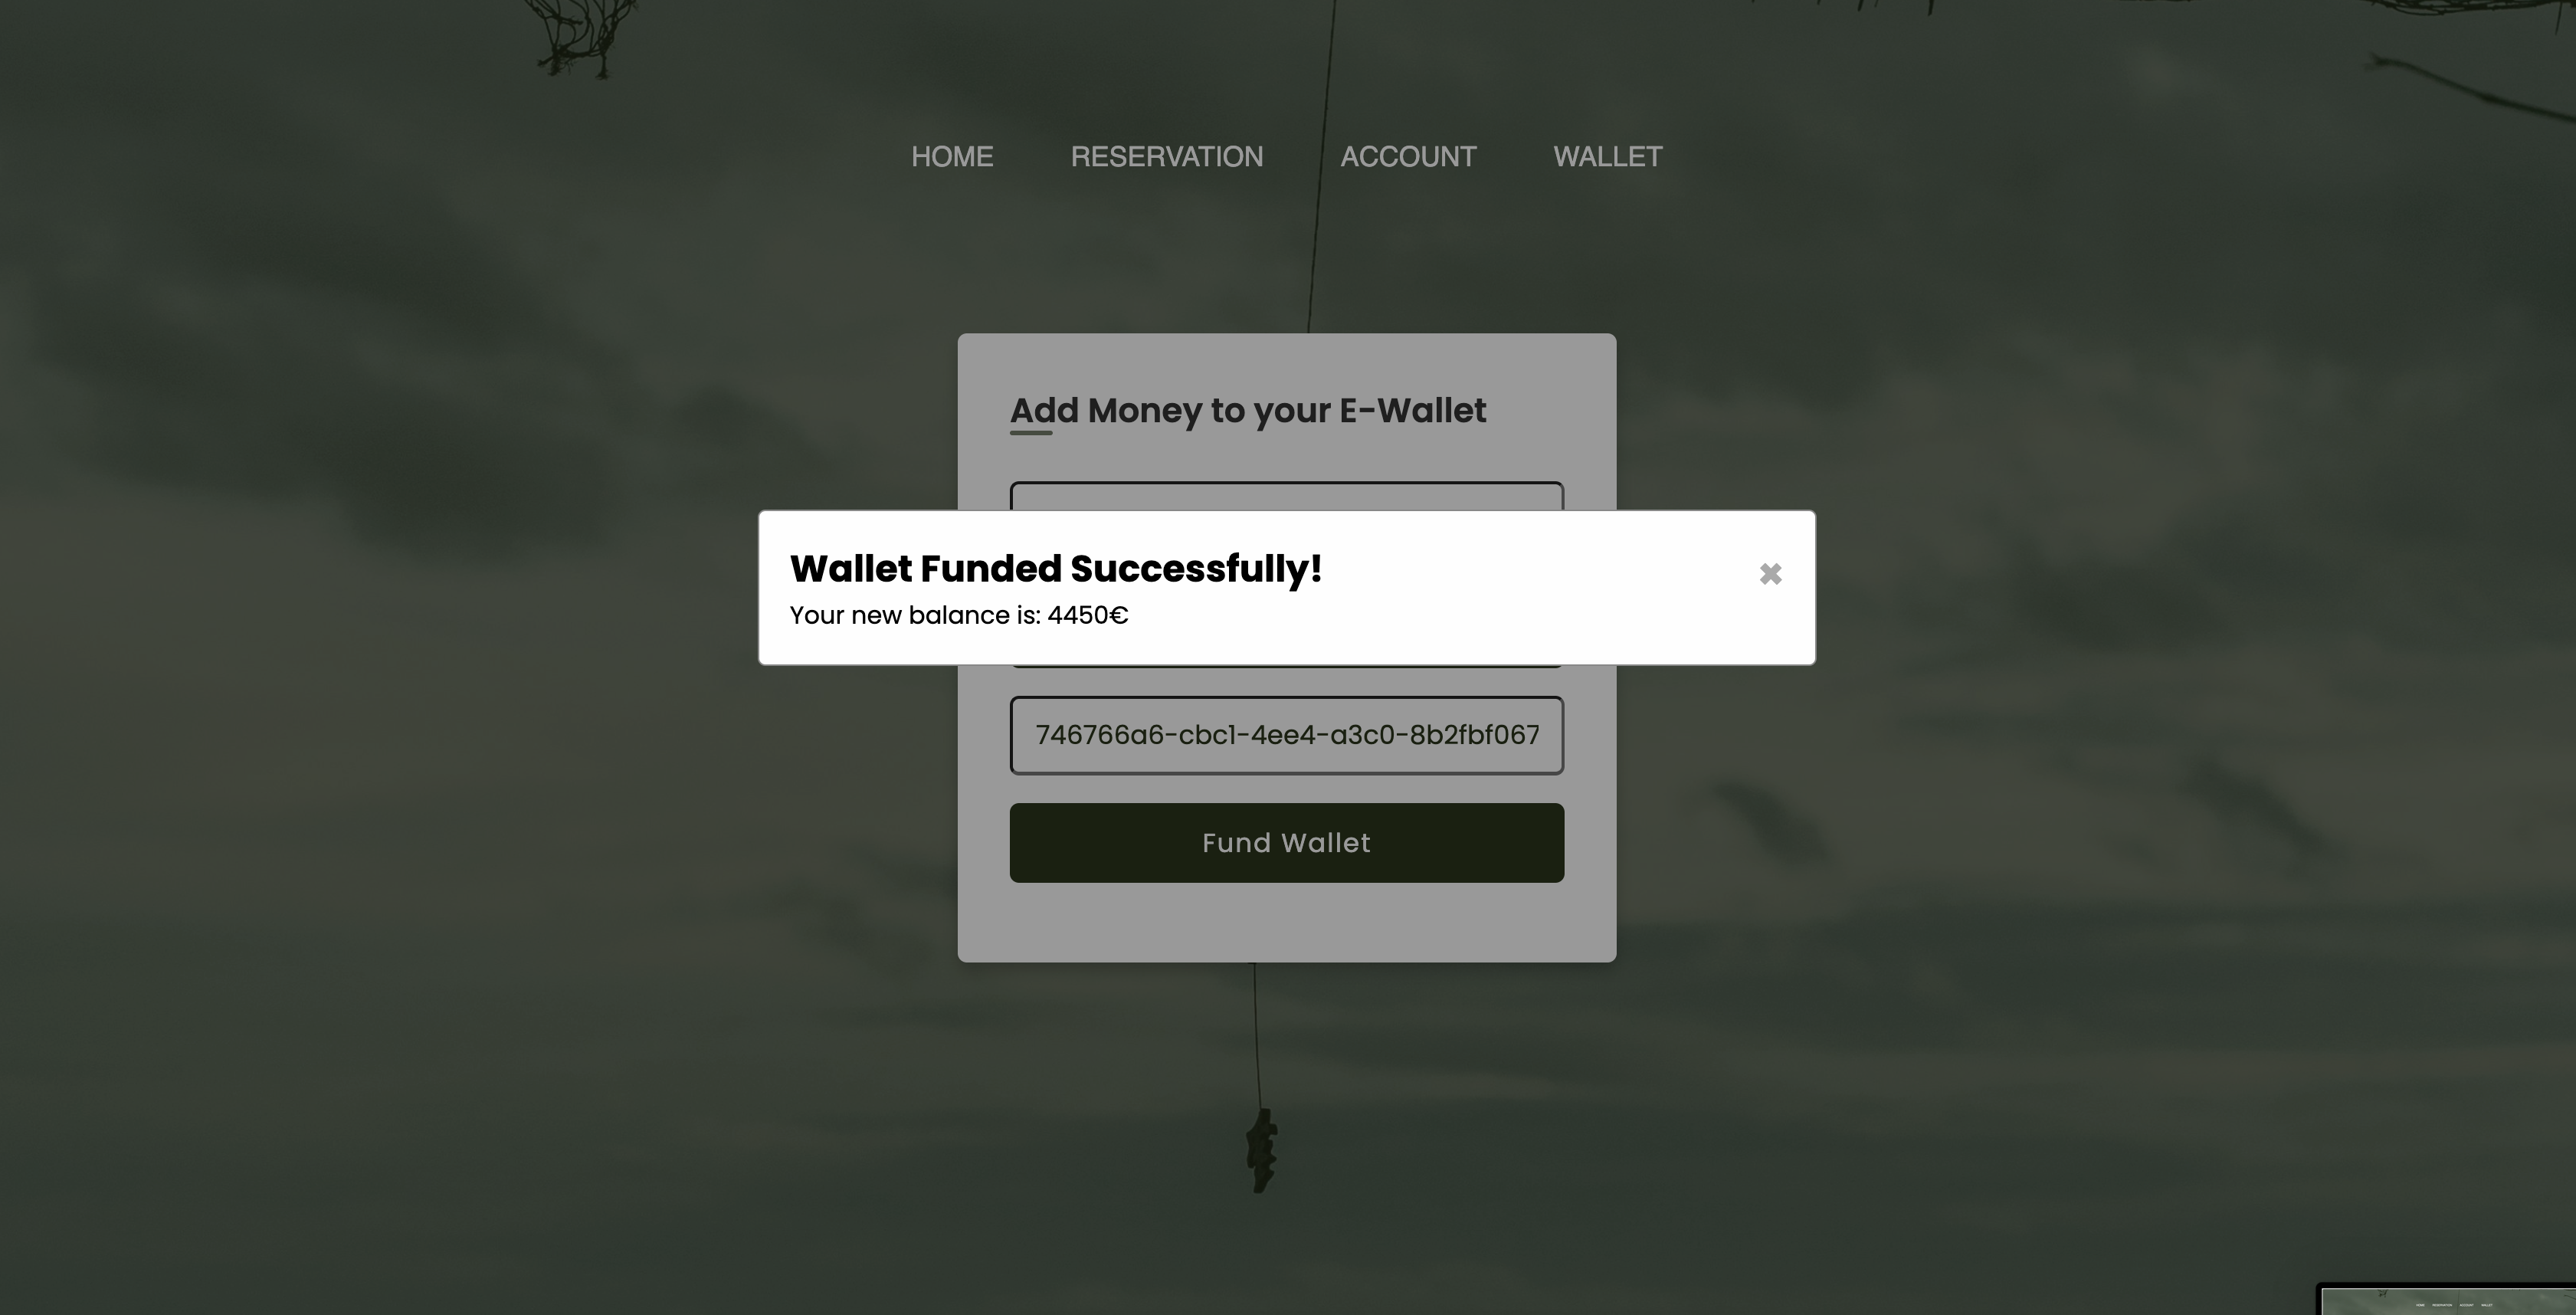 HOME RESERVATION ACCOUNT WALLET
Add Money to your E-Wallet
Wallet Funded Successfully!
Your new balance is: 4450€
746766a6-cbc1-4ee4-a3c0-8b2fbf067
Fund Wallet